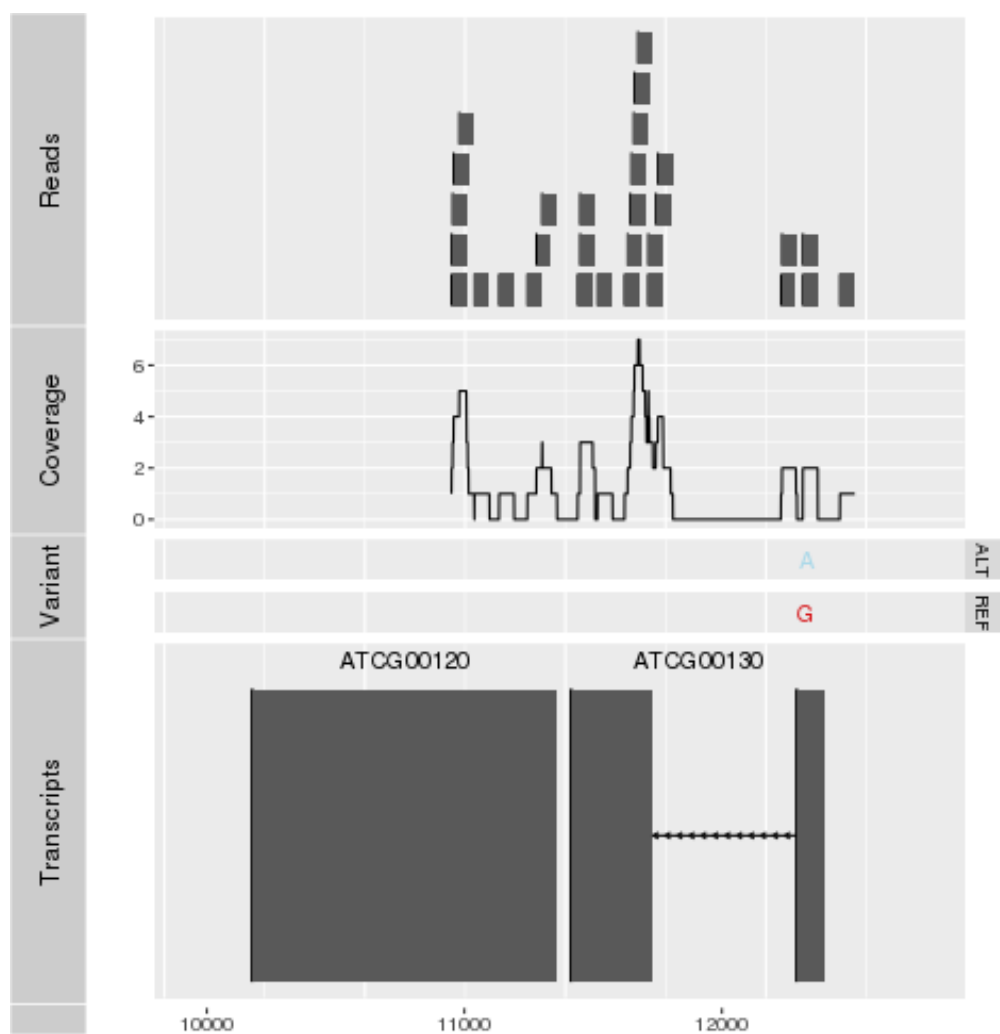 Reads
Coverage
6
4
2
0
Variant
A
ALT
G
REF
Transcripts
ATCG00120
ATCG00130
10000
11000
12000